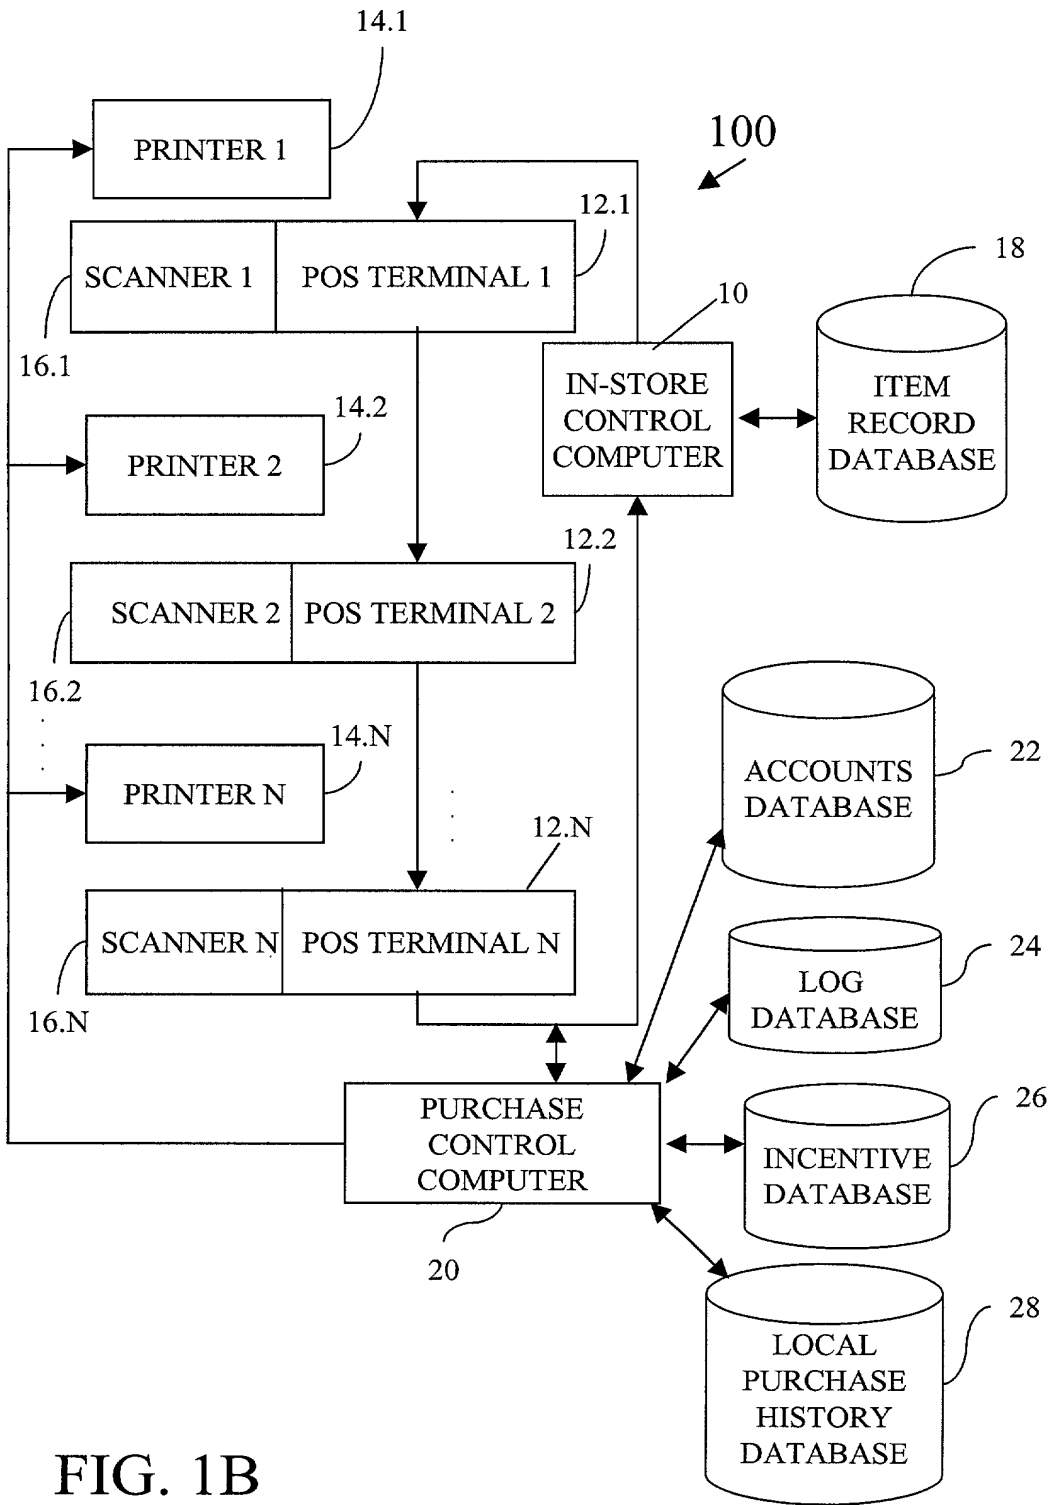 14.1
PRINTER 1
100
12.1
SCANNER 1
POS TERMINAL 1
16.1
10
18
IN-STORE
CONTROL
COMPUTER
ITEM
RECORD
DATABASE
14.2
PRINTER 2
12.2
SCANNER 2
POS TERMINAL 2
16.2
14.N
PRINTER N
22
ACCOUNTS
DATABASE
12.N
SCANNER N
POS TERMINAL N
16.N
24
LOG
DATABASE
PURCHASE
CONTROL
COMPUTER
20
26
INCENTIVE
DATABASE
28
LOCAL
PURCHASE
HISTORY
DATABASE
FIG. 1B